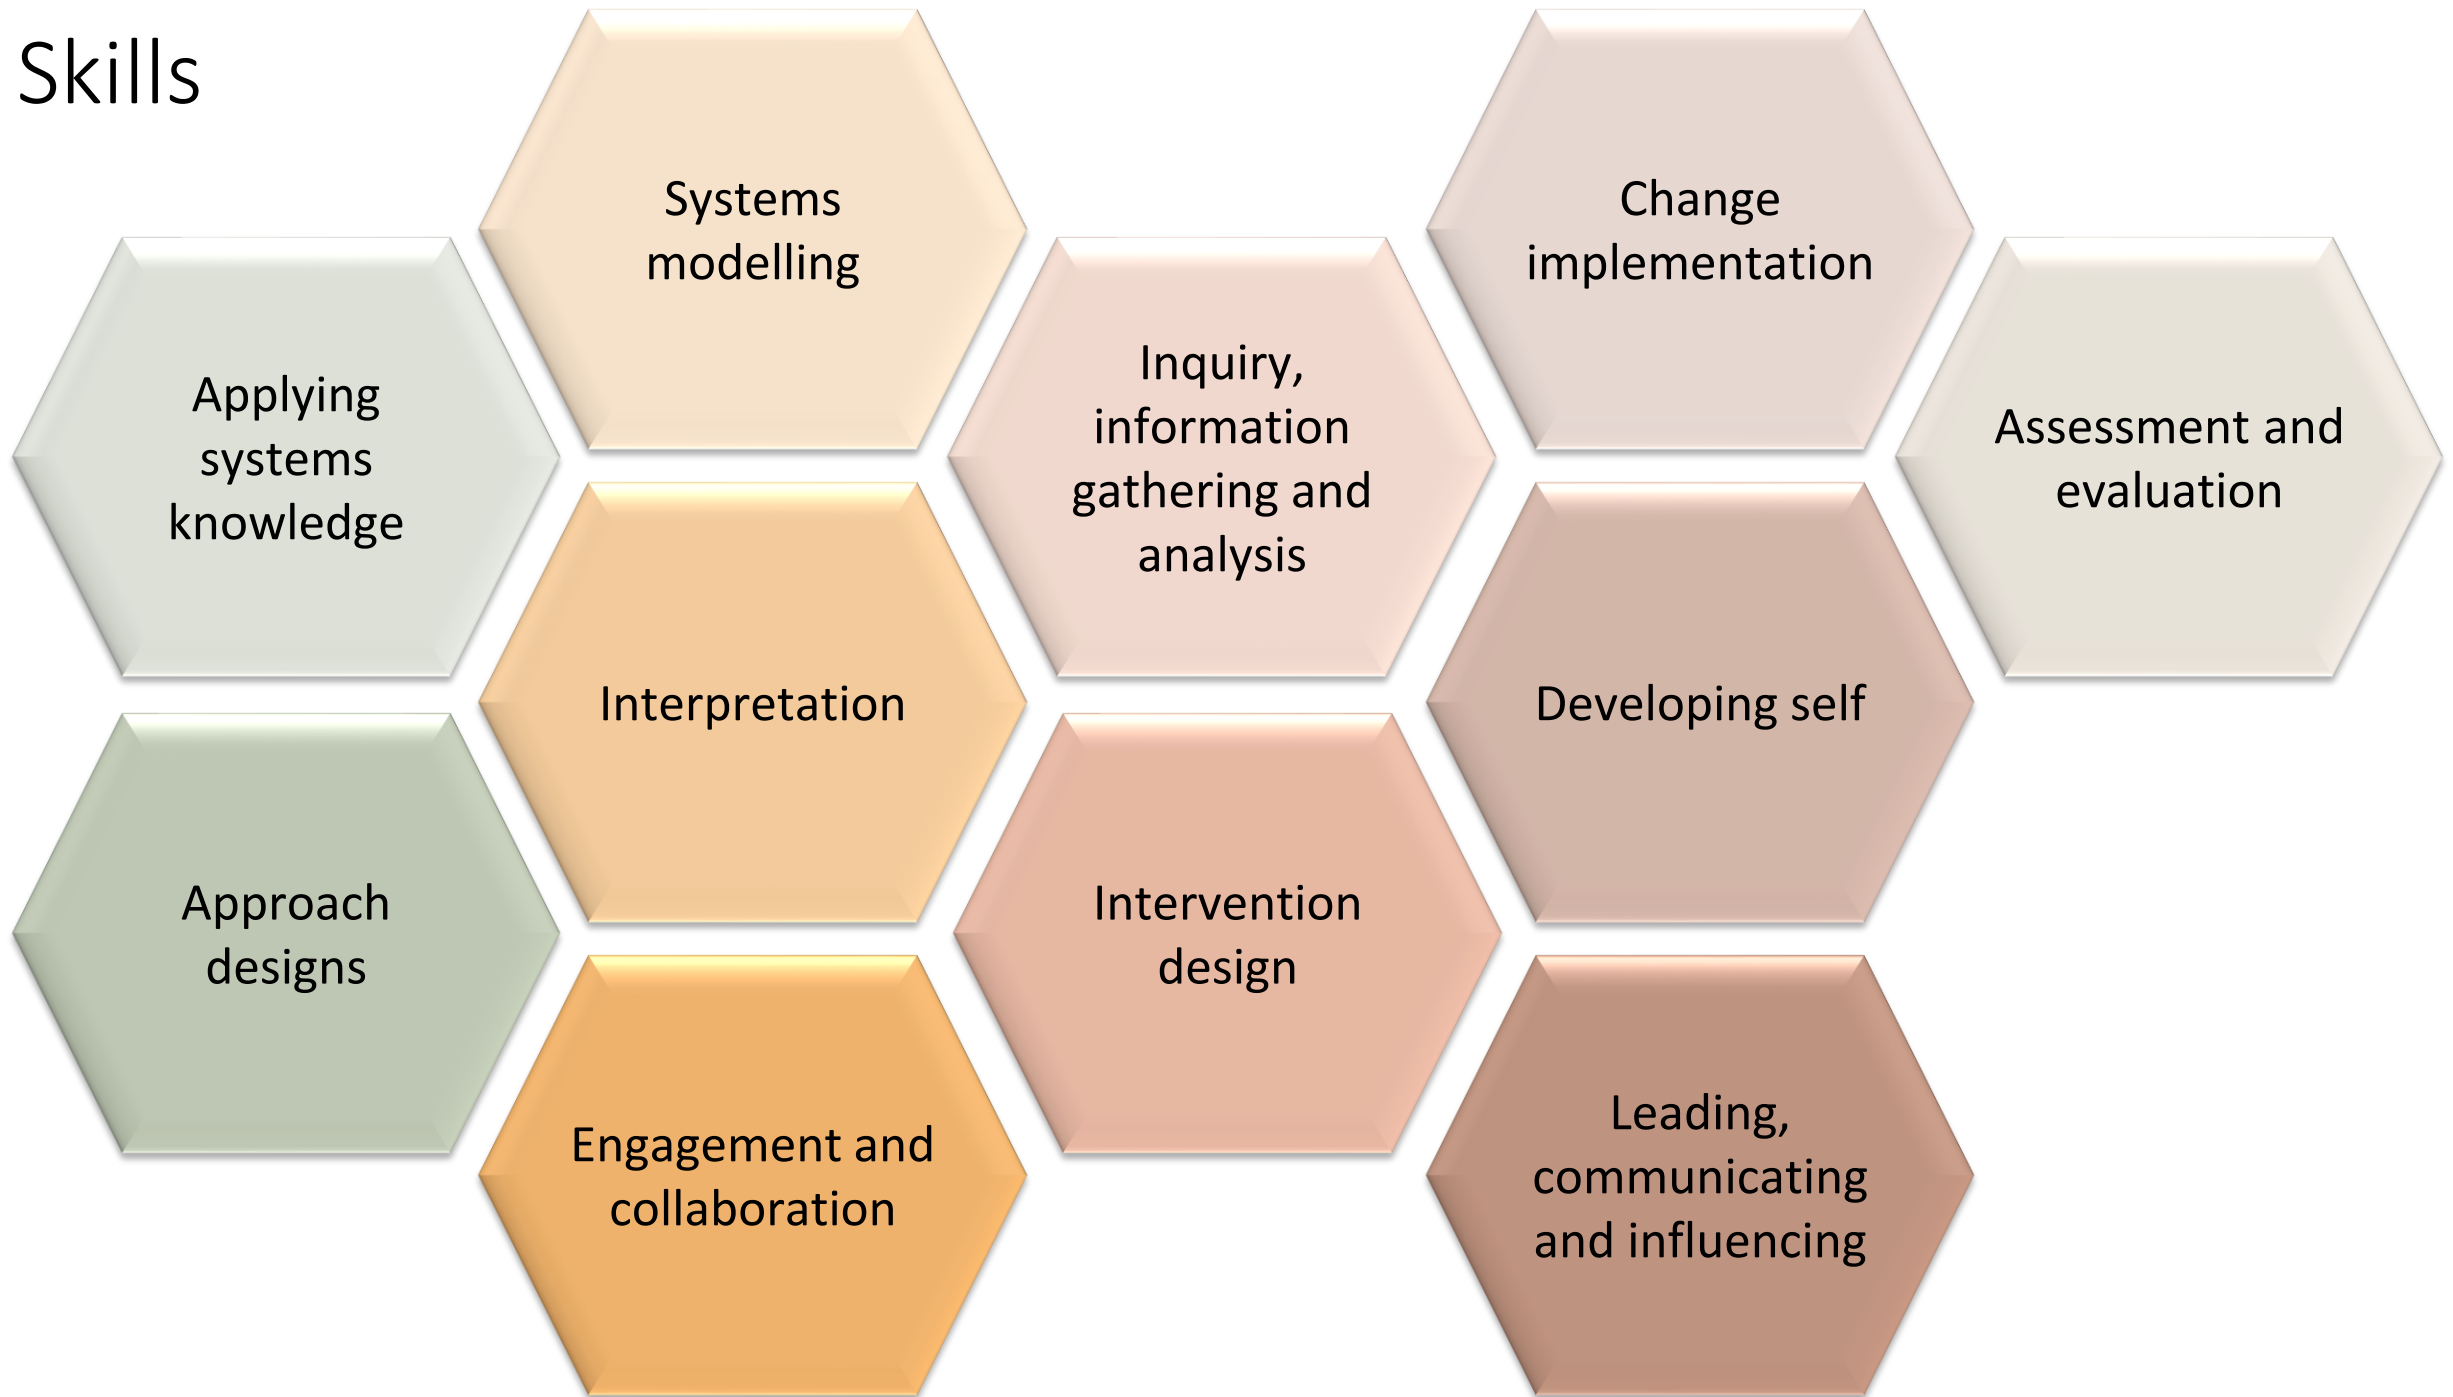 Skills
Applying
systems
knowledge
Approach
designs
Systems
modelling
Interpretation
Engagement and
collaboration
Inquiry,
information
gathering and
analysis
Intervention
design
Change
implementation
Developing self
Leading,
communicating
and influencing
Assessment and
evaluation